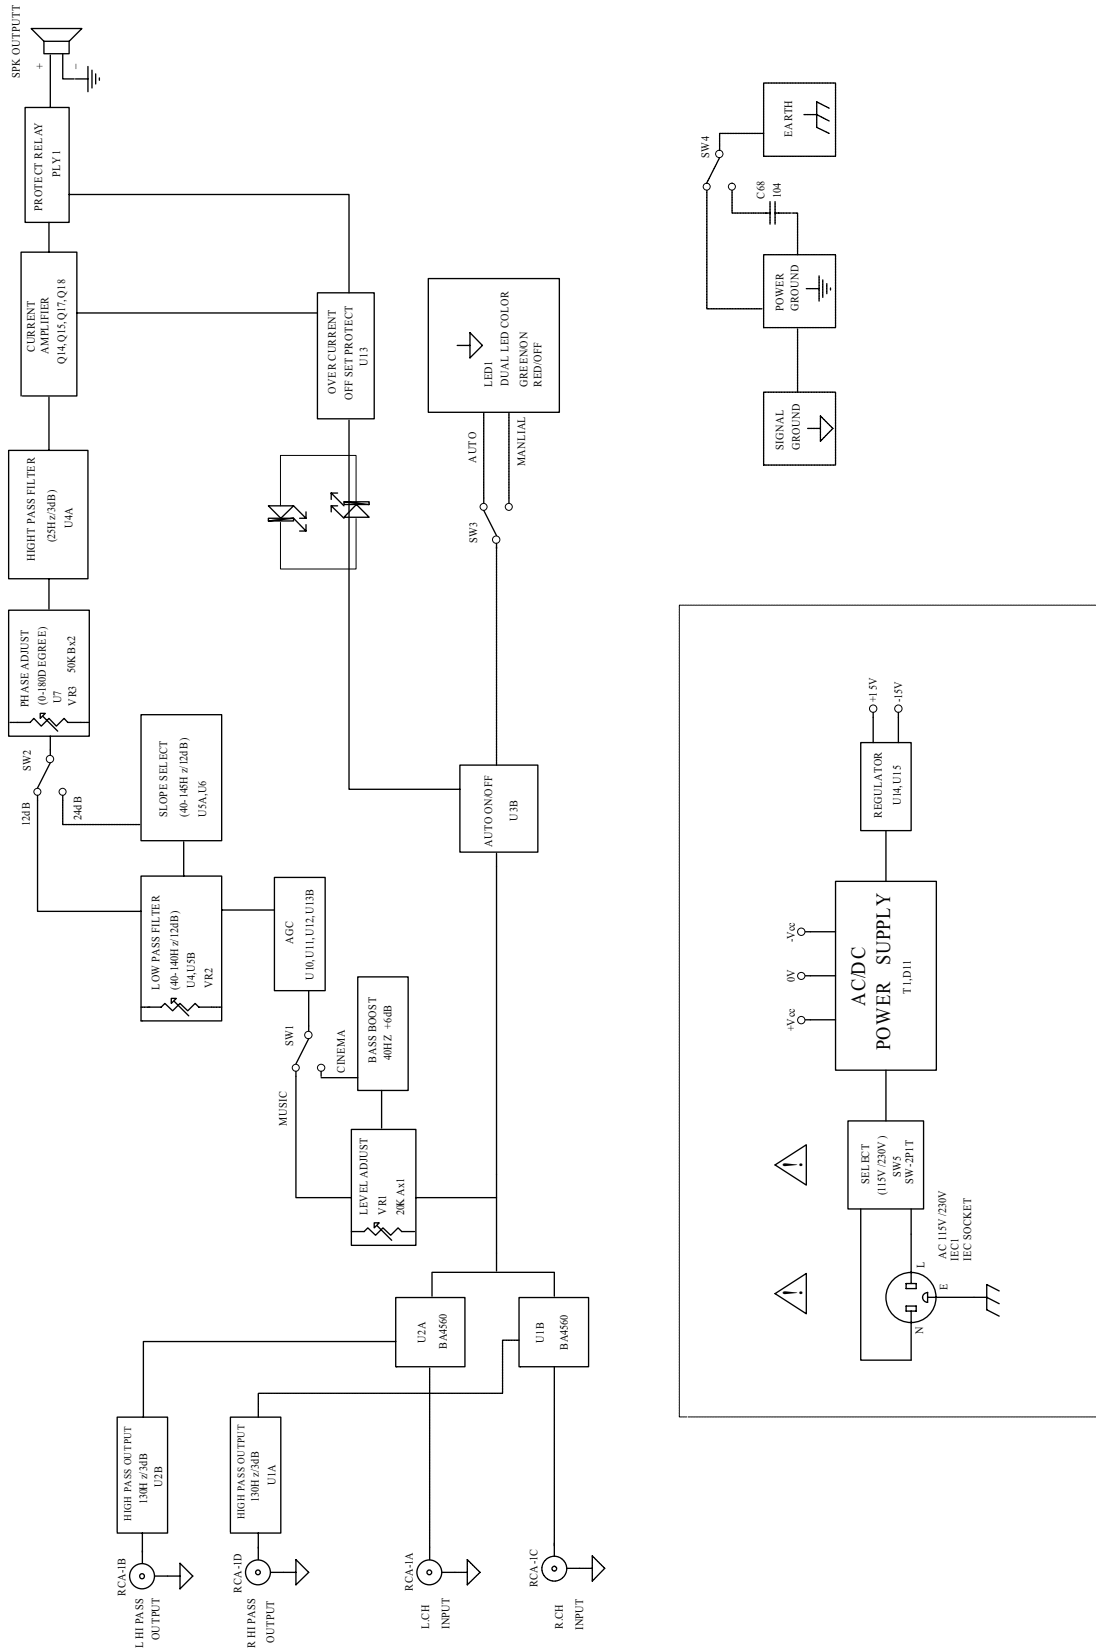 SPK OUTPUTT
+
-
PROTECT RELAY
PLY1
CURRENT
AMPLIFIER
Q14,Q15,Q17,Q18
HIGHT PASS FILTER
(25Hz/3dB)
U4A
PHASE ADJUST
(0-180DEGREE)
U7
VR3 50KBx2
SW2
12dB
24dB
SLOPE SELECT
(40-145Hz/12dB)
U5A,U6
LOW PASS FILTER
(40-140Hz/12dB)
U4,U5B
VR2
AGC
U10,U11,U12,U13B
SW1
MUSIC
CINEMA
BASS BOOST
40HZ +6dB
LEVEL ADJUST
VR1
20KAx1
OVER CURRENT
OFF SET PROTECT
U13
LED1
DUAL LED COLOR
GREEN/ON
RED/OFF
AUTO
MANLIAL
SW3
AUTO ON/OFF
U3B
U2A
BA4560
U1B
BA4560
HIGH PASS OUTPUT
130Hz/3dB
U2B
HIGH PASS OUTPUT
130Hz/3dB
U1A
RCA-1B
L HI PASS
OUTPUT
RCA-1D
R HI PASS
OUTPUT
RCA-1A
L.CH
INPUT
RCA-1C
R.CH
INPUT
SW4
EARTH
C68
104
POWER
GROUND
SIGNAL
GROUND
+15V
-15V
REGULATOR
U14,U15
+Vcc
0V
-Vcc
AC/DC
POWER SUPPLY
T1,D11
SELECT
(115V/230V)
SW5
SW-2P1T
!
!
AC 115V/230V
IEC1
IEC SOCKET
L
E
N